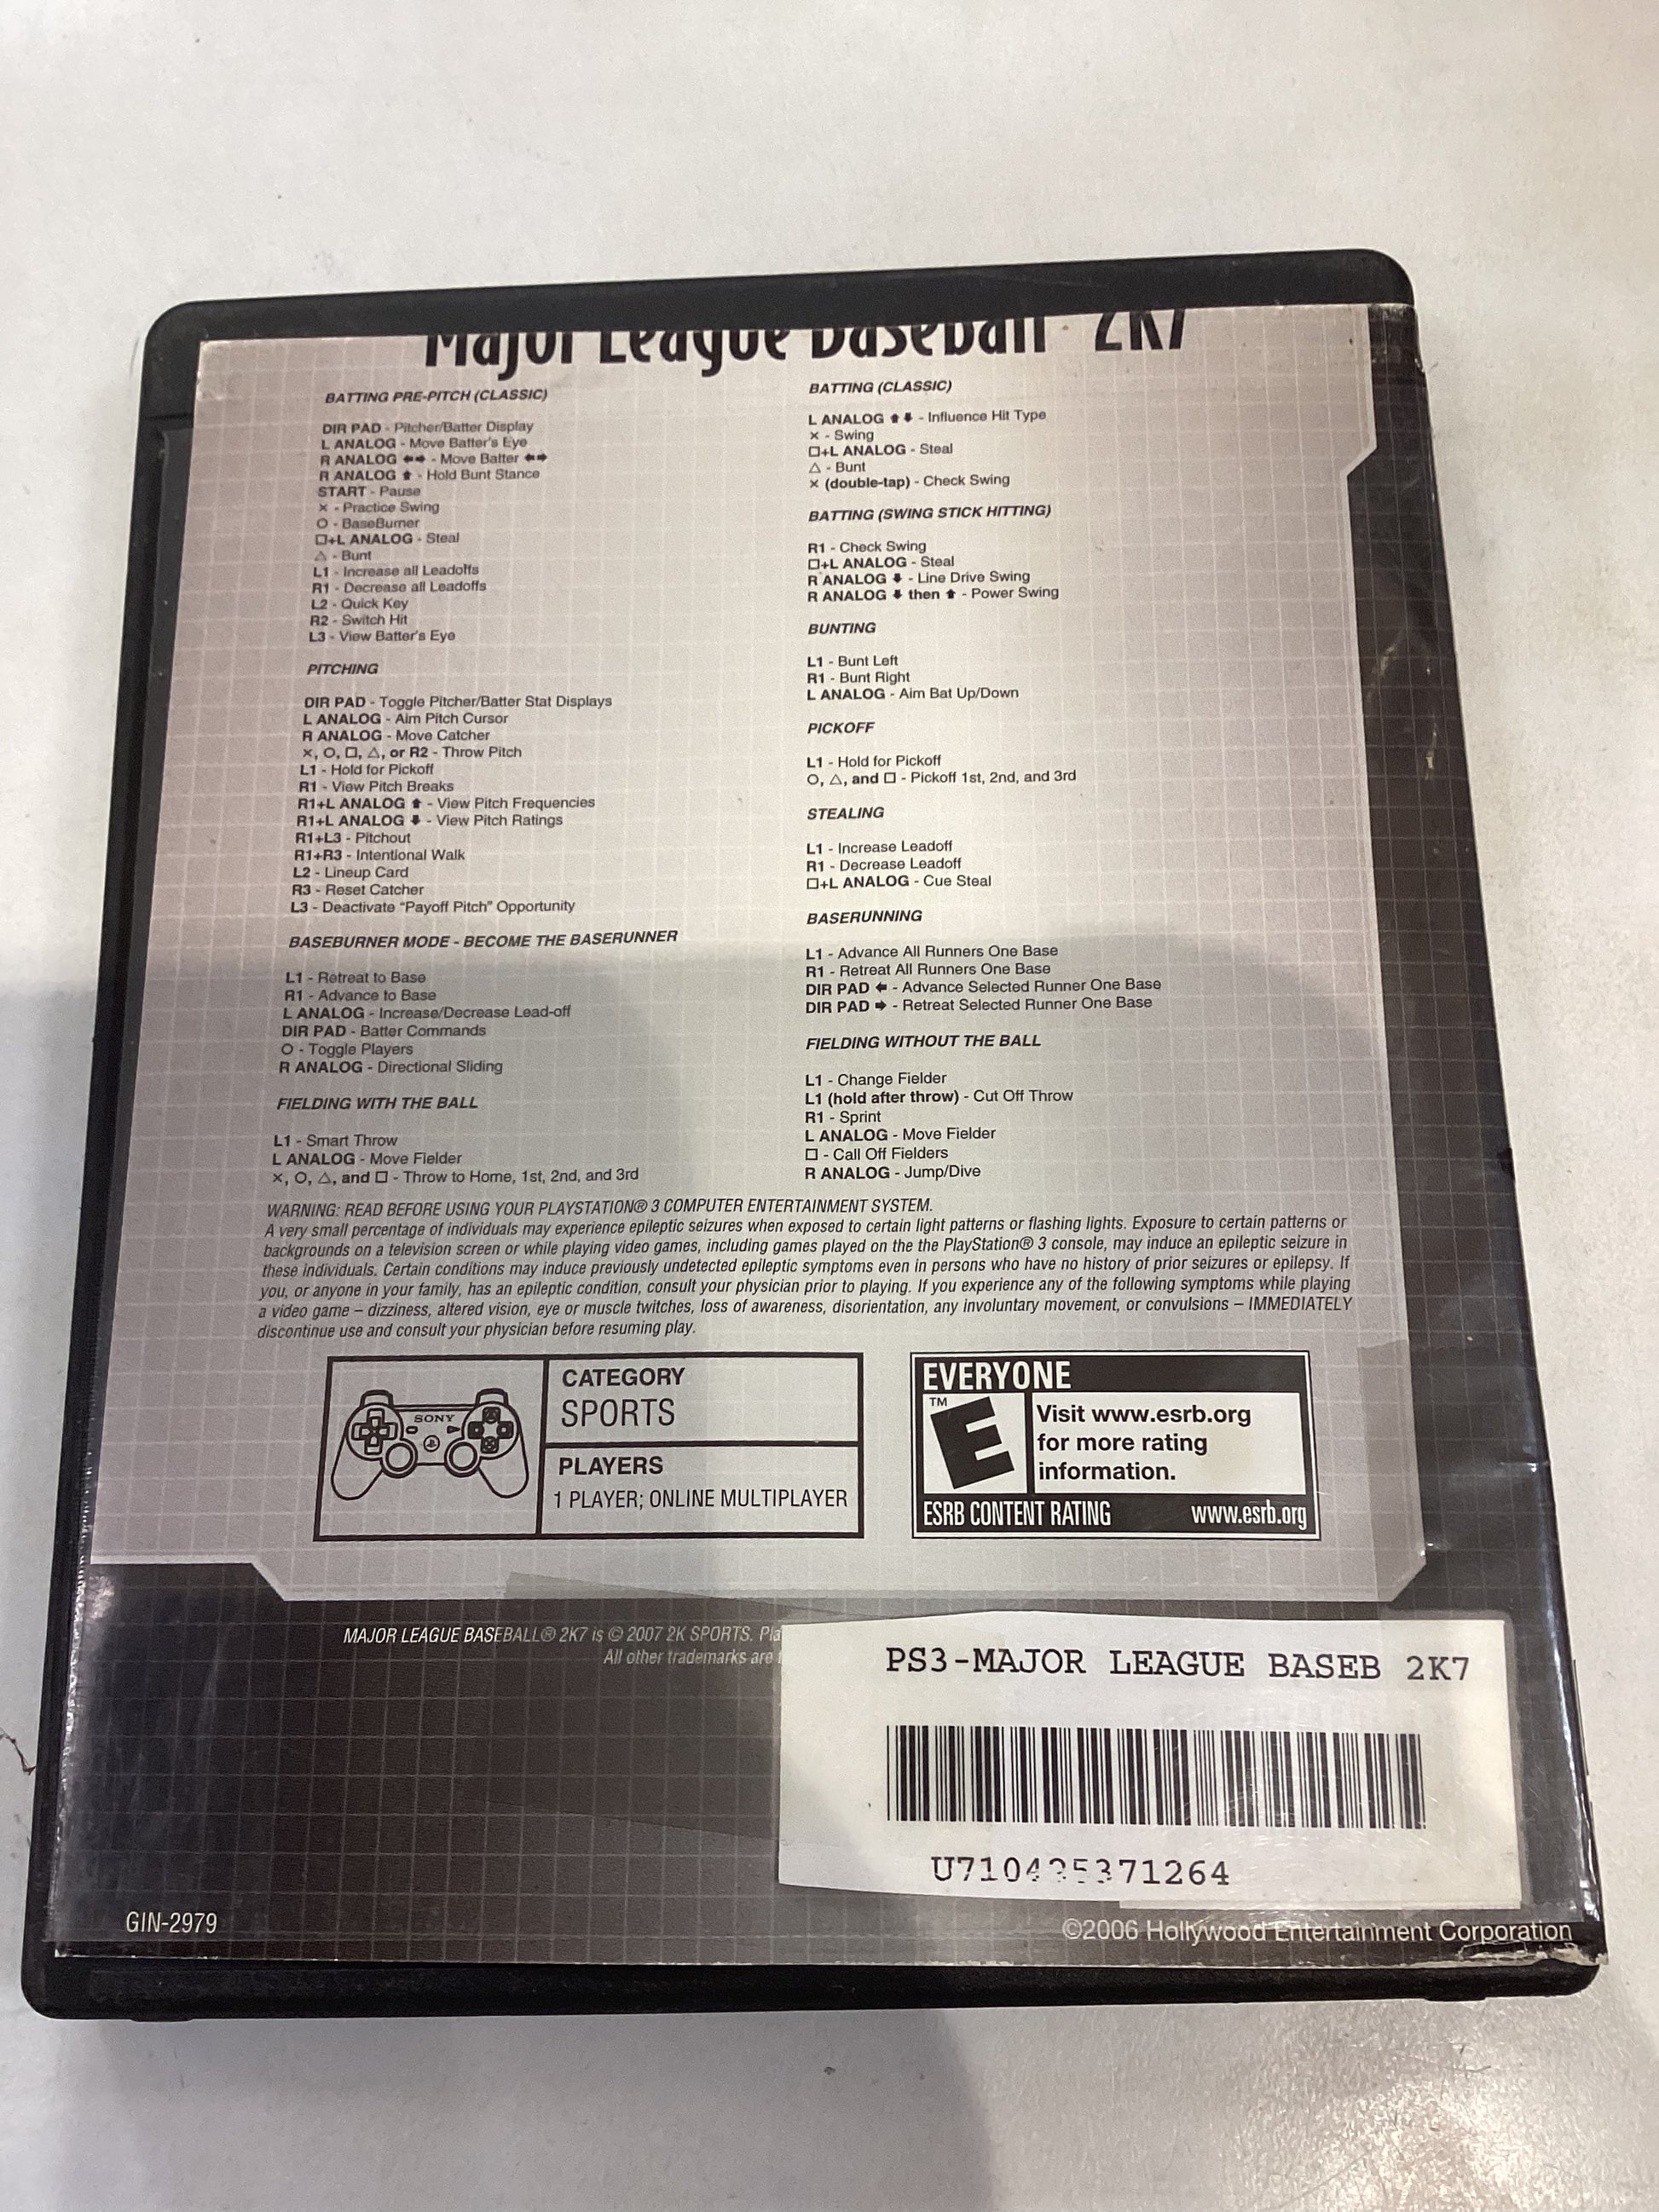 Major League Baseball 2K7
BATTING PRE-PITCH (CLASSIC)
DIR PAD - Pitcher/Batter Display
L ANALOG - Move Batter's Eye
R ANALOG ⬅➡ - Move Batter ⬅➡
R ANALOG ⬆ - Hold Bunt Stance
START - Pause
× - Practice Swing
○ - BaseBurner
□+L ANALOG - Steal
△ - Bunt
L1 - Increase all Leadoffs
R1 - Decrease all Leadoffs
L2 - Quick Key
R2 - Switch Hit
L3 - View Batter's Eye
PITCHING
DIR PAD - Toggle Pitcher/Batter Stat Displays
L ANALOG - Aim Pitch Cursor
R ANALOG - Move Catcher
×, ○, □, △, or R2 - Throw Pitch
L1 - Hold for Pickoff
R1 - View Pitch Breaks
R1+L ANALOG ⬆ - View Pitch Frequencies
R1+L ANALOG ⬇ - View Pitch Ratings
R1+L3 - Pitchout
R1+R3 - Intentional Walk
L2 - Lineup Card
R3 - Reset Catcher
L3 - Deactivate “Payoff Pitch” Opportunity
BASEBURNER MODE - BECOME THE BASERUNNER
L1 - Retreat to Base
R1 - Advance to Base
L ANALOG - Increase/Decrease Lead-off
DIR PAD - Batter Commands
○ - Toggle Players
R ANALOG - Directional Sliding
FIELDING WITH THE BALL
L1 - Smart Throw
L ANALOG - Move Fielder
×, ○, △, and □ - Throw to Home, 1st, 2nd, and 3rd
BATTING (CLASSIC)
L ANALOG ⬆⬇ - Influence Hit Type
× - Swing
□+L ANALOG - Steal
△ - Bunt
× (double-tap) - Check Swing
BATTING (SWING STICK HITTING)
R1 - Check Swing
□+L ANALOG - Steal
R ANALOG ⬇ - Line Drive Swing
R ANALOG ⬇ then ⬆ - Power Swing
BUNTING
L1 - Bunt Left
R1 - Bunt Right
L ANALOG - Aim Bat Up/Down
PICKOFF
L1 - Hold for Pickoff
○, △, and □ - Pickoff 1st, 2nd, and 3rd
STEALING
L1 - Increase Leadoff
R1 - Decrease Leadoff
□+L ANALOG - Cue Steal
BASERUNNING
L1 - Advance All Runners One Base
R1 - Retreat All Runners One Base
DIR PAD ⬅ - Advance Selected Runner One Base
DIR PAD ➡ - Retreat Selected Runner One Base
FIELDING WITHOUT THE BALL
L1 - Change Fielder
L1 (hold after throw) - Cut Off Throw
R1 - Sprint
L ANALOG - Move Fielder
□ - Call Off Fielders
R ANALOG - Jump/Dive
WARNING: READ BEFORE USING YOUR PLAYSTATION® 3 COMPUTER ENTERTAINMENT SYSTEM.
A very small percentage of individuals may experience epileptic seizures when exposed to certain light patterns or flashing lights. Exposure to certain patterns or
backgrounds on a television screen or while playing video games, including games played on the the PlayStation® 3 console, may induce an epileptic seizure in
these individuals. Certain conditions may induce previously undetected epileptic symptoms even in persons who have no history of prior seizures or epilepsy. If
you, or anyone in your family, has an epileptic condition, consult your physician prior to playing. If you experience any of the following symptoms while playing
a video game – dizziness, altered vision, eye or muscle twitches, loss of awareness, disorientation, any involuntary movement, or convulsions – IMMEDIATELY
discontinue use and consult your physician before resuming play.
SONY
CATEGORY
SPORTS
PLAYERS
1 PLAYER; ONLINE MULTIPLAYER
EVERYONE
TM
E
Visit www.esrb.org
for more rating
information.
ESRB CONTENT RATING www.esrb.org
MAJOR LEAGUE BASEBALL® 2K7 is © 2007 2K SPORTS.
All other trademarks are
PS3-MAJOR LEAGUE BASEB 2K7
U710425371264
GIN-2979
©2006 Hollywood Entertainment Corporation